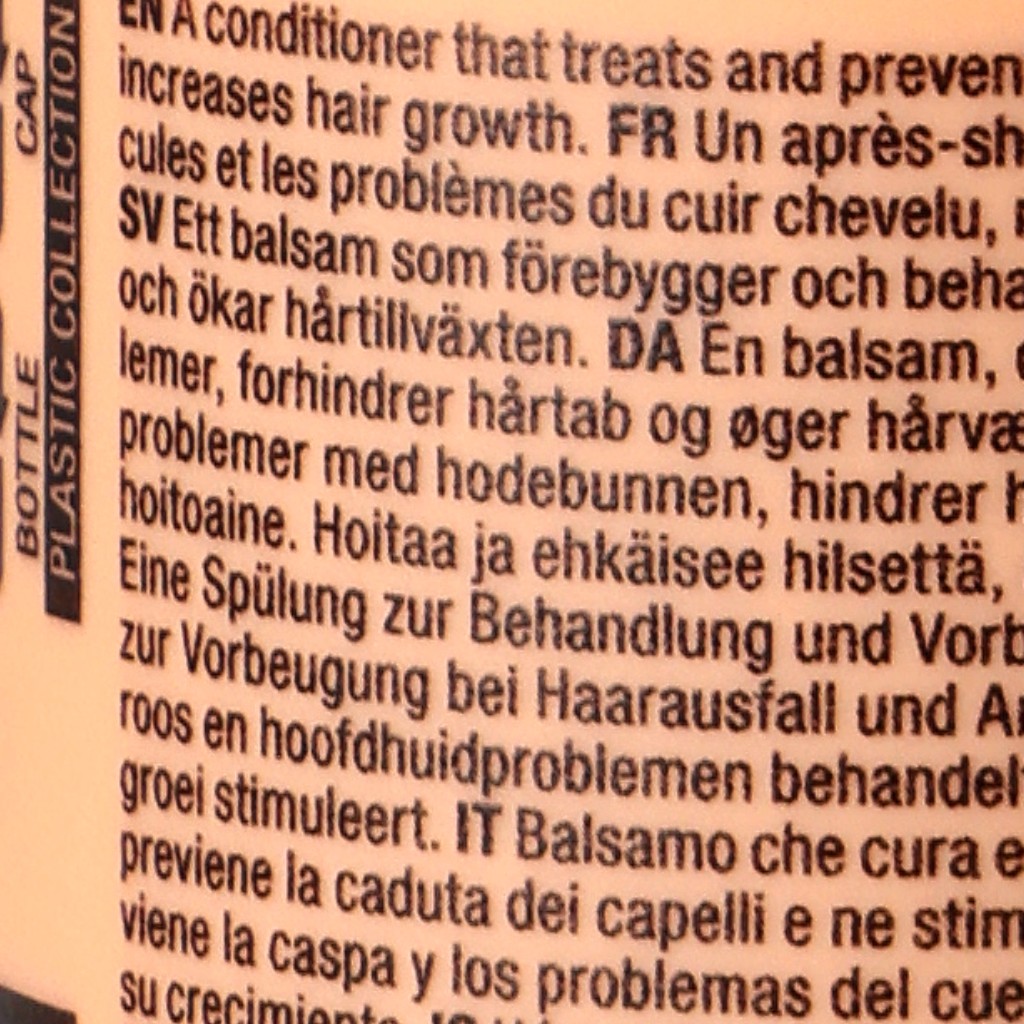 CAP
BOTTLE
PLASTIC COLLECTION
EN A conditioner that treats and preven
increases hair growth. FR Un après-sh
cules et les problèmes du cuir chevelu,
SV Ett balsam som förebygger och beha
och ökar hårtillväxten. DA En balsam,
lemer, forhindrer hårtab og øger hårvæ
problemer med hodebunnen, hindrer h
hoitoaine. Hoitaa ja ehkäisee hilsettä,
Eine Spülung zur Behandlung und Vorb
zur Vorbeugung bei Haarausfall und A
roos en hoofdhuidproblemen behandel
groei stimuleert. IT Balsamo che cura e
previene la caduta dei capelli e ne stim
viene la caspa y los problemas del cue
su crecimiento.